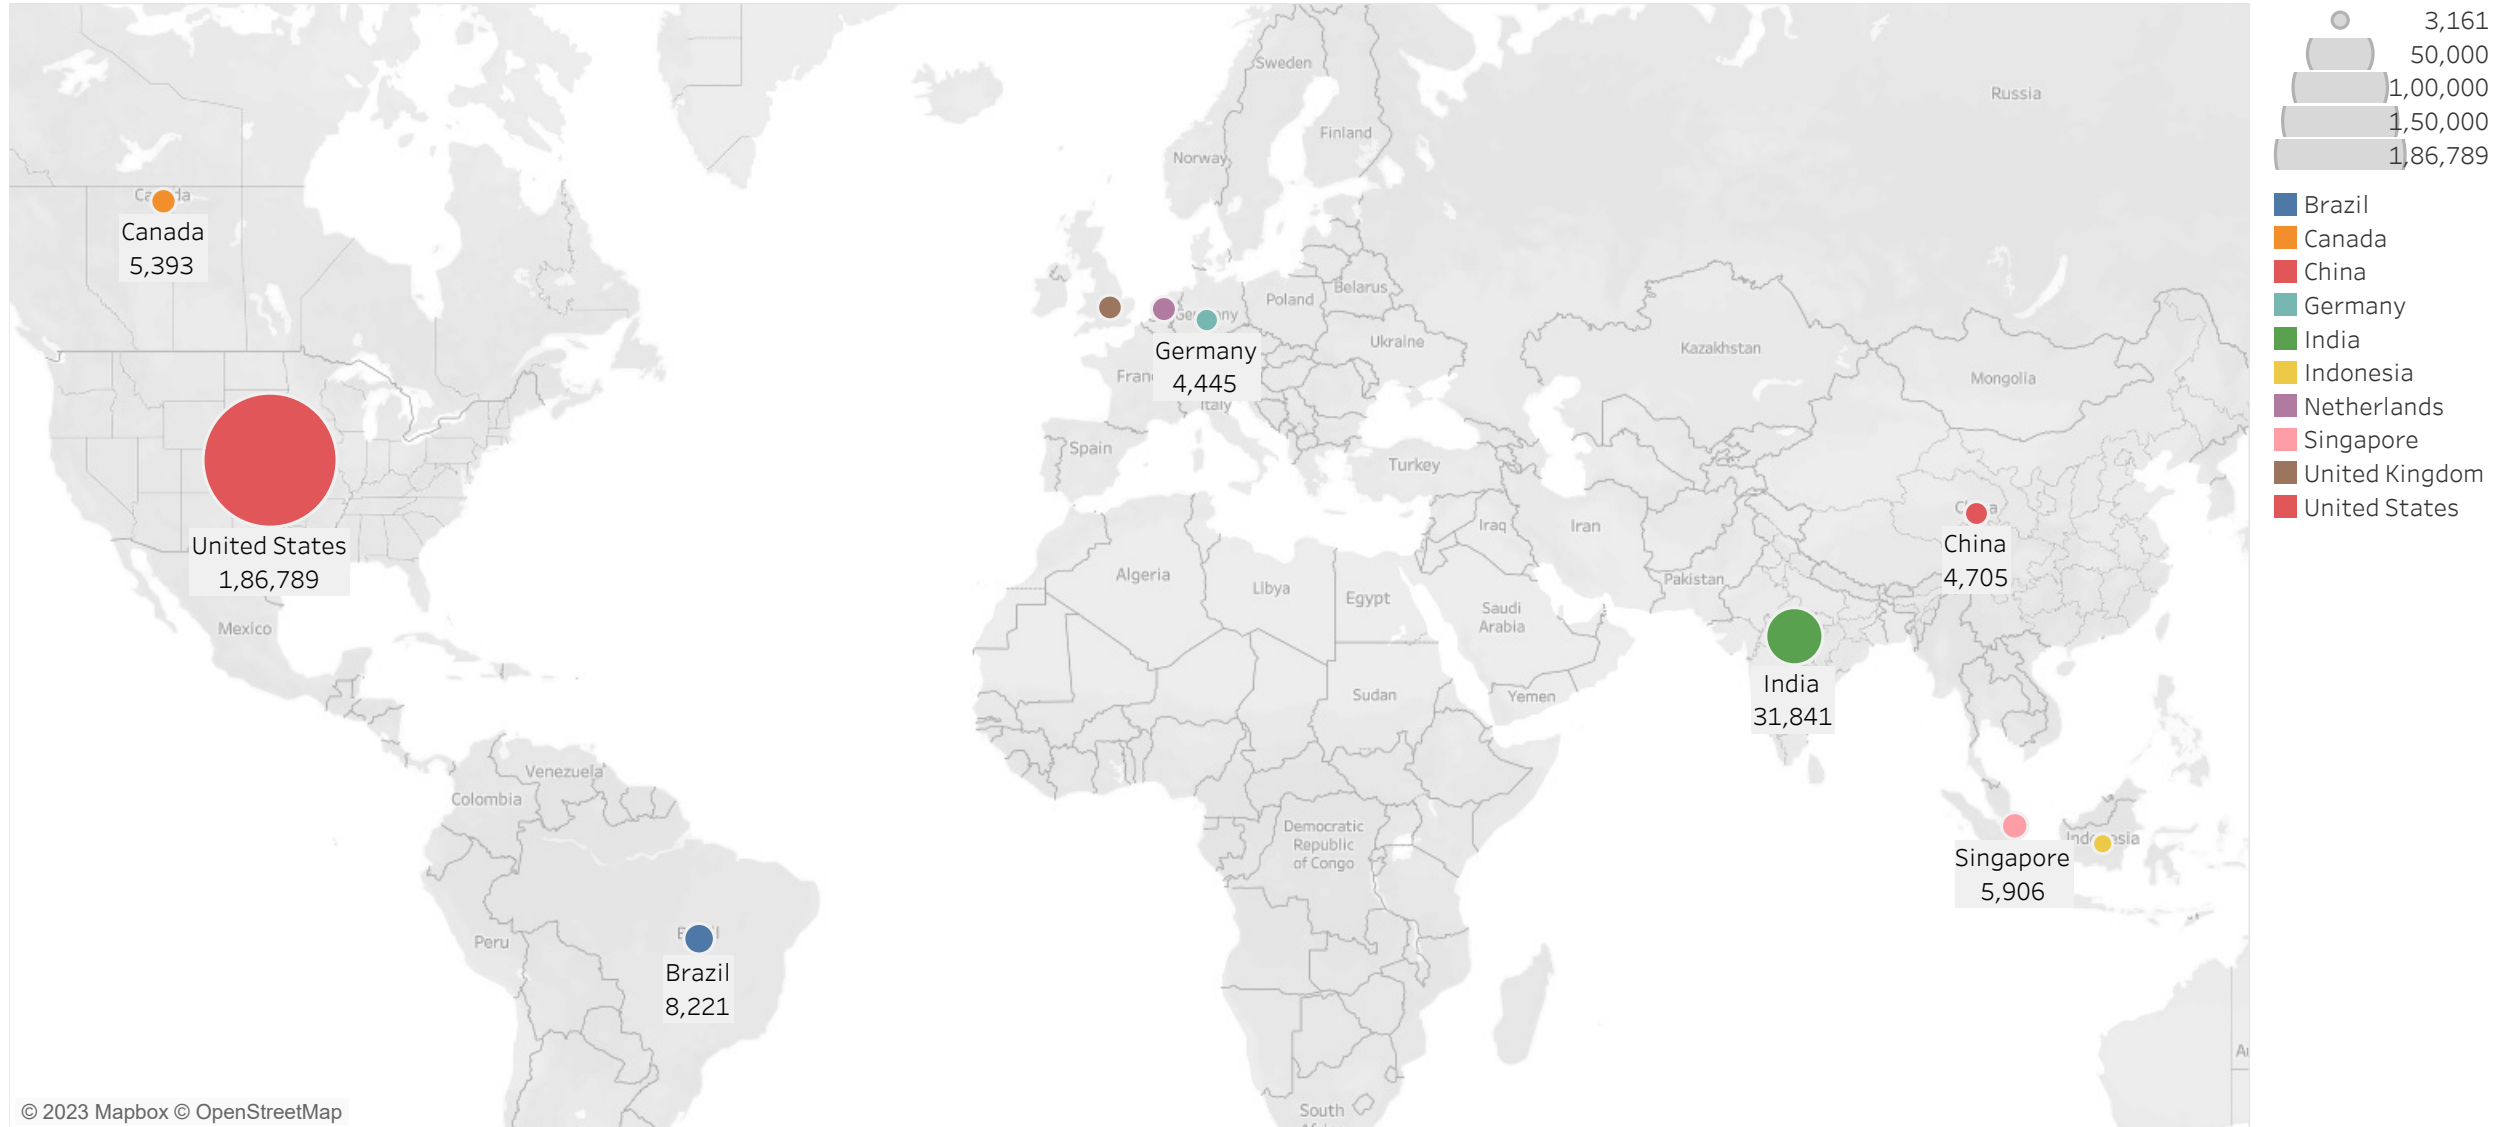 Sweden
Russia
Finland
Norway
Canada
5,393
Belarus
Poland
Ukraine
Germany
4,445
Kazakhstan
Mongolia
Italy
Spain
Turkey
United States
1,86,789
Iraq
Iran
China
4,705
Algeria
Libya
Egypt
Pakistan
Saudi
Arabia
Mexico
India
31,841
Sudan
Yemen
Venezuela
Colombia
Democratic
Republic
of Congo
Singapore
5,906
Peru
Brazil
8,221
South
© 2023 Mapbox © OpenStreetMap
3,161
50,000
1,00,000
1,50,000
1,86,789
Brazil
Canada
China
Germany
India
Indonesia
Netherlands
Singapore
United Kingdom
United States